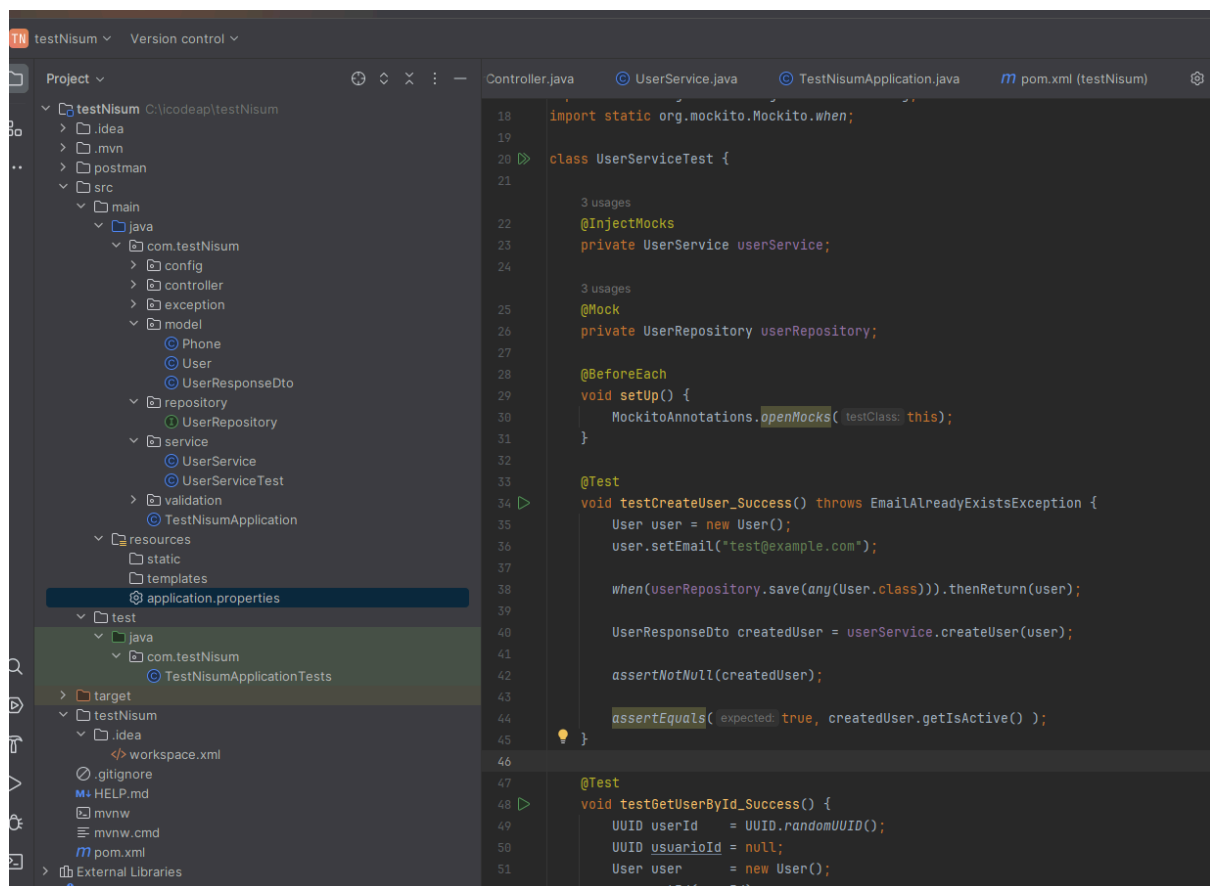 TN testNisum Version control
Project
Controller.java UserService.java TestNisumApplication.java m pom.xml (testNisum)
testNisum C:\icodeap\testNisum
.idea
.mvn
postman
src
main
java
com.testNisum
config
controller
exception
model
Phone
User
UserResponseDto
repository
UserRepository
service
UserService
UserServiceTest
validation
TestNisumApplication
resources
static
templates
application.properties
test
java
com.testNisum
TestNisumApplicationTests
target
testNisum
.idea
workspace.xml
.gitignore
M↓ HELP.md
mvnw
mvnw.cmd
m pom.xml
External Libraries
18 import static org.mockito.Mockito.when;
19
20 class UserServiceTest {
21
3 usages
22 @InjectMocks
23 private UserService userService;
24
3 usages
25 @Mock
26 private UserRepository userRepository;
27
28 @BeforeEach
29 void setUp() {
30 MockitoAnnotations.openMocks( testClass: this);
31 }
32
33 @Test
34 void testCreateUser_Success() throws EmailAlreadyExistsException {
35 User user = new User();
36 user.setEmail("test@example.com");
37
38 when(userRepository.save(any(User.class))).thenReturn(user);
39
40 UserResponseDto createdUser = userService.createUser(user);
41
42 assertNotNull(createdUser);
43
44 assertEquals( expected: true, createdUser.getIsActive() );
45 }
46
47 @Test
48 void testGetUserById_Success() {
49 UUID userId = UUID.randomUUID();
50 UUID usuarioId = null;
51 User user = new User();